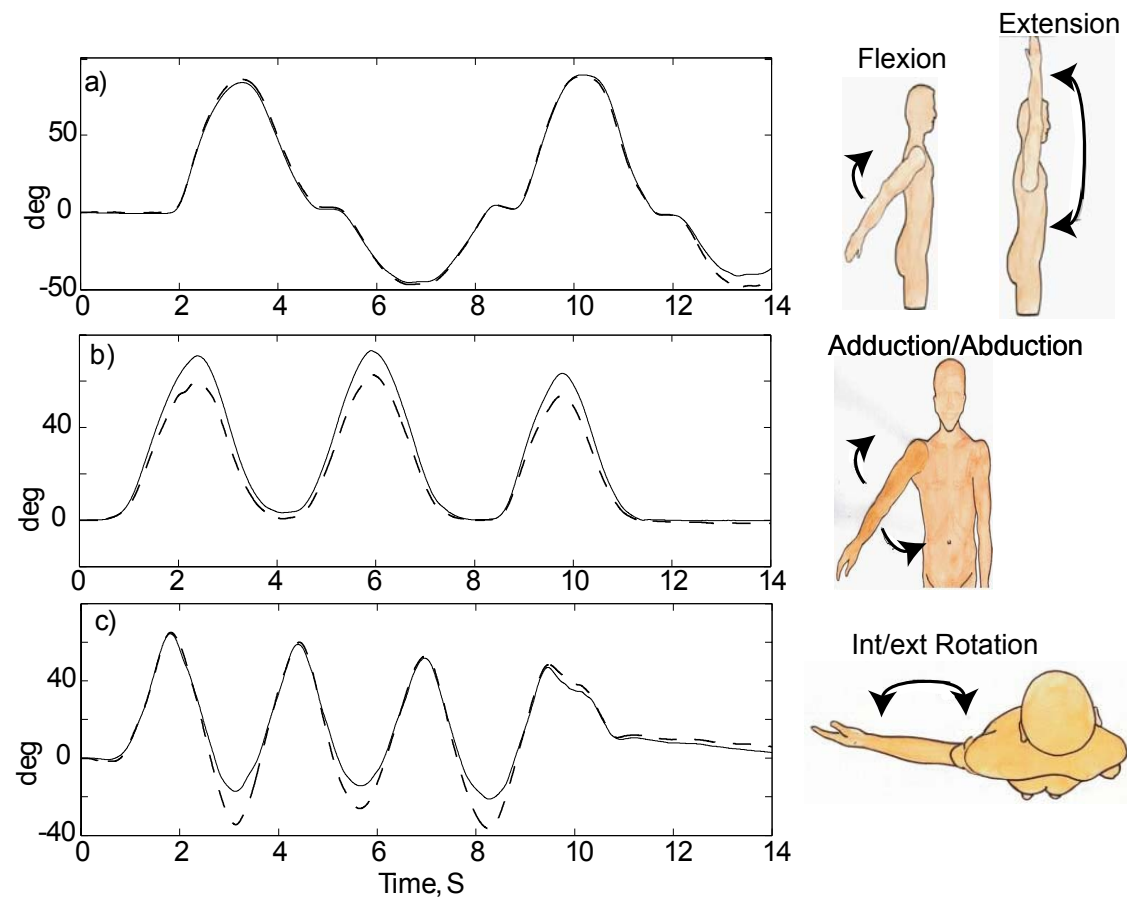 Extension
Flexion
a)
50
0
-50
deg
0 2 4 6 8 10 12 14
Adduction/Abduction
b)
40
0
deg
0 2 4 6 8 10 12 14
Int/ext Rotation
c)
40
0
-40
deg
0 2 4 6 8 10 12 14
Time, S